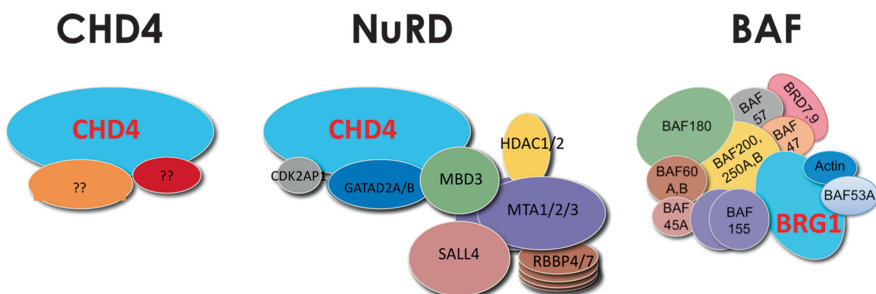 CHD4
NuRD
BAF
CHD4
??
??
CHD4
HDAC1/2
CDK2AP1
GATAD2A/B
MBD3
MTA1/2/3
SALL4
RBBP4/7
BAF180
BAF
57
BRD7,9
BAF
47
BAF200,
250A,B
BAF60
A,B
Actin
BAF53A
BAF
45A
BAF
155
BRG1